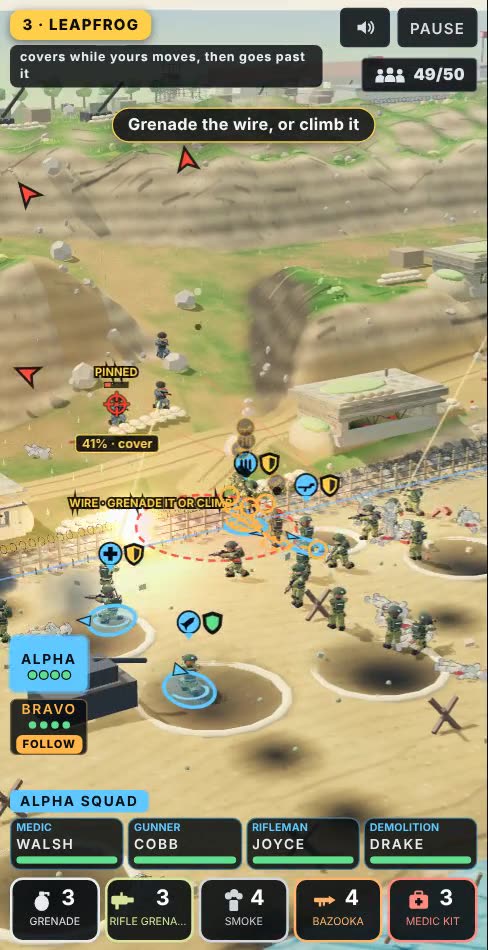 3 · LEAPFROG
PAUSE
covers while yours moves, then goes past
it
49/50
Grenade the wire, or climb it
PINNED
41% · cover
WIRE · GRENADE IT OR CLIMB
ALPHA
BRAVO
FOLLOW
ALPHA SQUAD
MEDIC
WALSH
GUNNER
COBB
RIFLEMAN
JOYCE
DEMOLITION
DRAKE
3
GRENADE
3
RIFLE GRENA...
4
SMOKE
4
BAZOOKA
3
MEDIC KIT